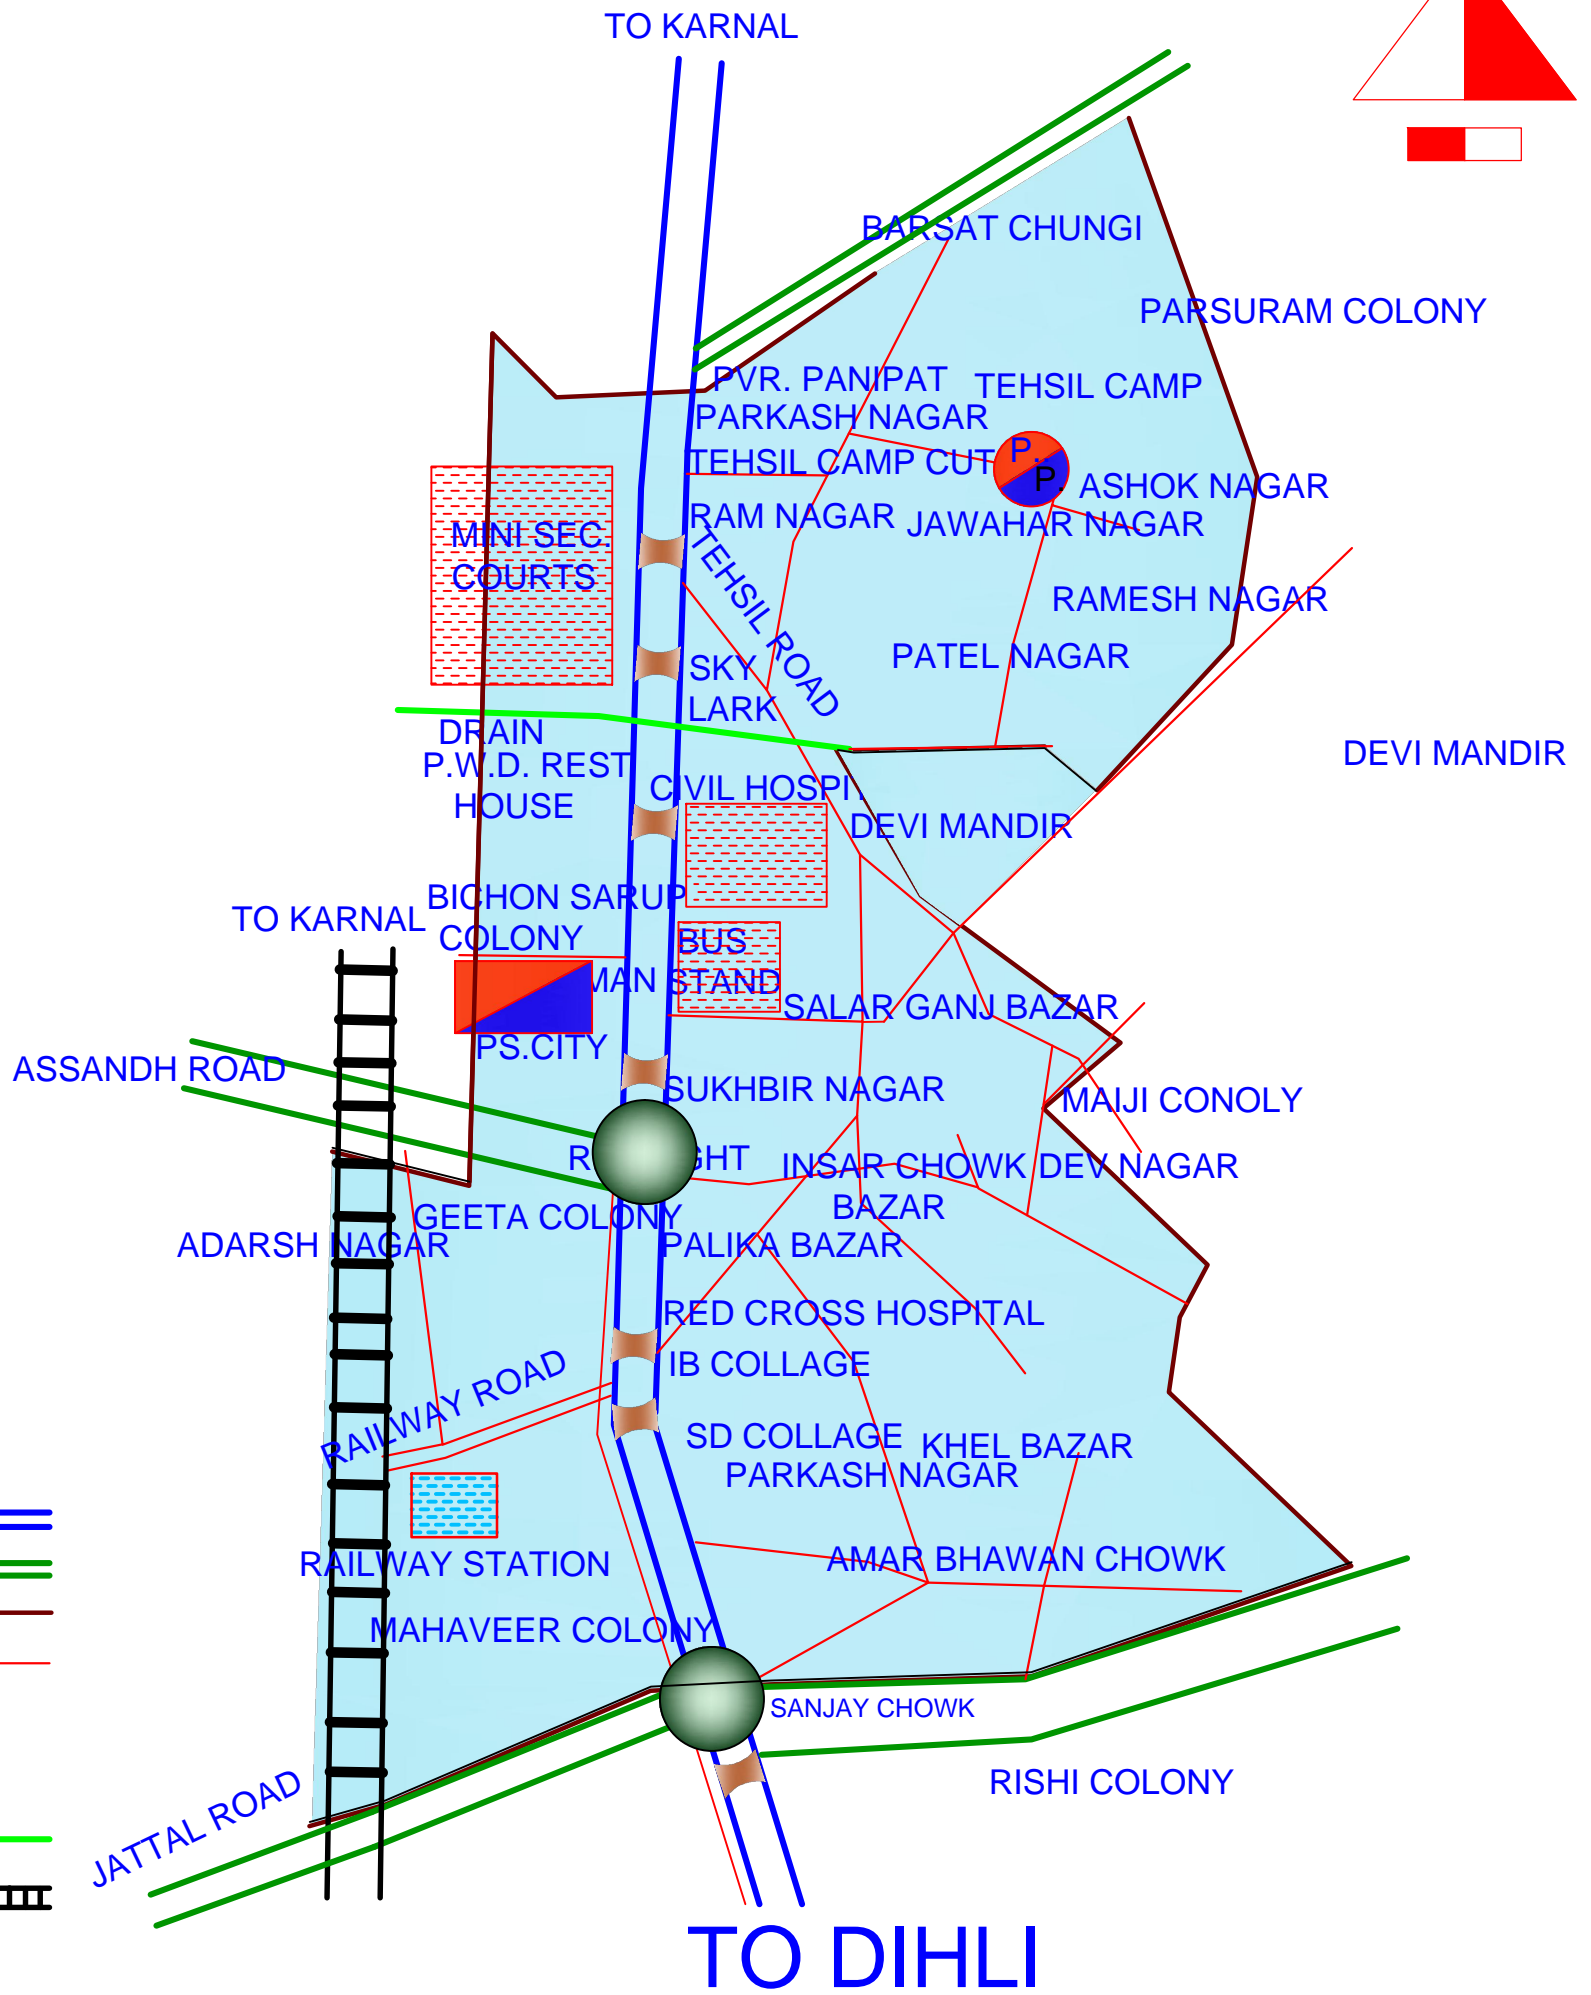 TO KARNAL
BARSAT CHUNGI
PARSURAM COLONY
PVR. PANIPAT
TEHSIL CAMP
PARKASH NAGAR
TEHSIL CAMP CUT
P.
P.
ASHOK NAGAR
RAM NAGAR
JAWAHAR NAGAR
MINI SEC.
COURTS
TEHSIL ROAD
RAMESH NAGAR
PATEL NAGAR
SKY
LARK
DRAIN
P.W.D. REST
HOUSE
DEVI MANDIR
CIVIL HOSPIT
DEVI MANDIR
BICHON SARUP
COLONY
TO KARNAL
BUS
STAND
MAN
SALAR GANJ BAZAR
PS.CITY
ASSANDH ROAD
SUKHBIR NAGAR
MAIJI CONOLY
INSAR CHOWK
BAZAR
DEV NAGAR
GEETA COLONY
ADARSH NAGAR
PALIKA BAZAR
RED CROSS HOSPITAL
IB COLLAGE
RAILWAY ROAD
SD COLLAGE
KHEL BAZAR
PARKASH NAGAR
RAILWAY STATION
AMAR BHAWAN CHOWK
MAHAVEER COLONY
SANJAY CHOWK
RISHI COLONY
JATTAL ROAD
TO DIHLI